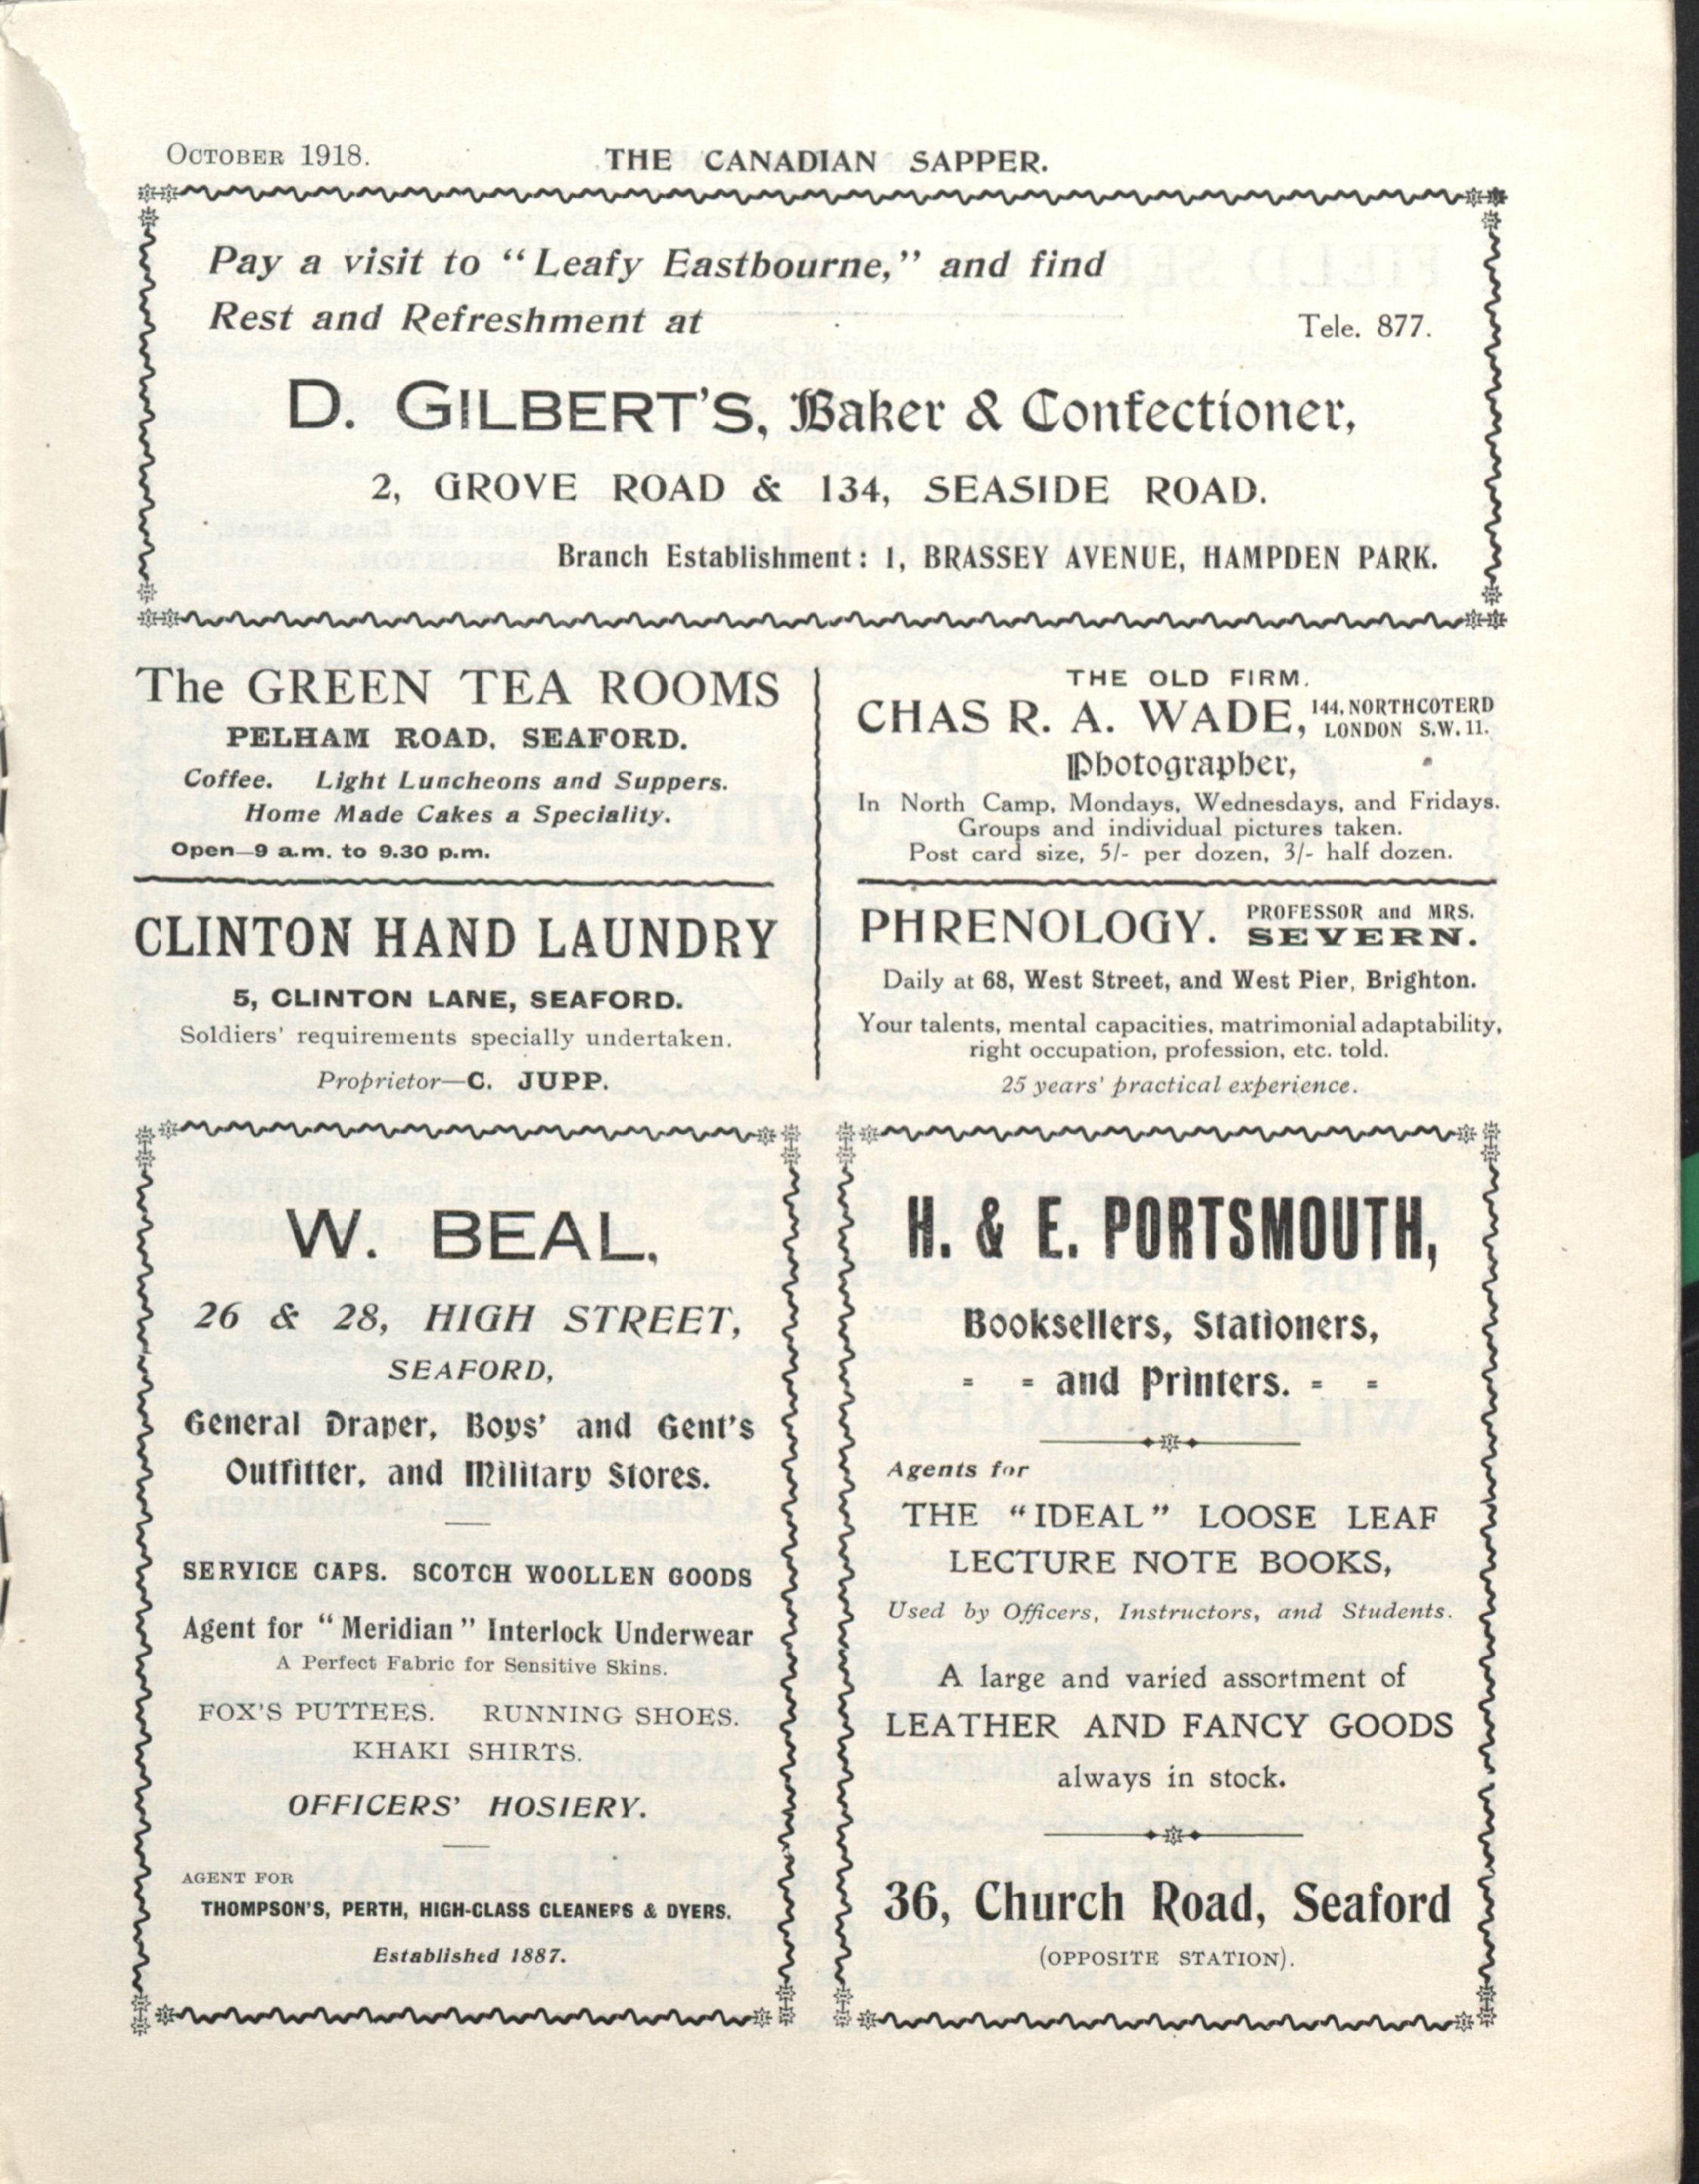 October 1918.
THE CANADIAN SAPPER.
Pay a visit to "Leafy Eastbourne," and find
Rest and Refreshment at
Tele. 877.
D. GILBERT'S, Baker & Confectioner,
2, GROVE ROAD & 134, SEASIDE ROAD.
Branch Establishment: 1, BRASSEY AVENUE, HAMPDEN PARK.
The GREEN TEA ROOMS
PELHAM ROAD, SEAFORD.
Coffee. Light Luncheons and Suppers.
Home Made Cakes a Speciality.
Open—9 a.m. to 9.30 p.m.
CLINTON HAND LAUNDRY
5, CLINTON LANE, SEAFORD.
Soldiers' requirements specially undertaken.
Proprietor—C. JUPP.
THE OLD FIRM.
CHAS R. A. WADE, 144, NORTHCOTE RD
LONDON S.W. 11.
Photographer,
In North Camp, Mondays, Wednesdays, and Fridays.
Groups and individual pictures taken.
Post card size, 5/- per dozen, 3/- half dozen.
PHRENOLOGY. PROFESSOR and MRS.
SEVERN.
Daily at 68, West Street, and West Pier, Brighton.
Your talents, mental capacities, matrimonial adaptability,
right occupation, profession, etc. told.
25 years' practical experience.
W. BEAL,
26 & 28, HIGH STREET,
SEAFORD,
General Draper, Boys' and Gent's
Outfitter, and Military Stores.
SERVICE CAPS. SCOTCH WOOLLEN GOODS
Agent for "Meridian" Interlock Underwear
A Perfect Fabric for Sensitive Skins.
FOX'S PUTTEES. RUNNING SHOES.
KHAKI SHIRTS.
OFFICERS' HOSIERY.
AGENT FOR
THOMPSON'S, PERTH, HIGH-CLASS CLEANERS & DYERS.
Established 1887.
H. & E. PORTSMOUTH,
Booksellers, Stationers,
= = and Printers. = =
Agents for
THE "IDEAL" LOOSE LEAF
LECTURE NOTE BOOKS,
Used by Officers, Instructors, and Students.
A large and varied assortment of
LEATHER AND FANCY GOODS
always in stock.
36, Church Road, Seaford
(OPPOSITE STATION).